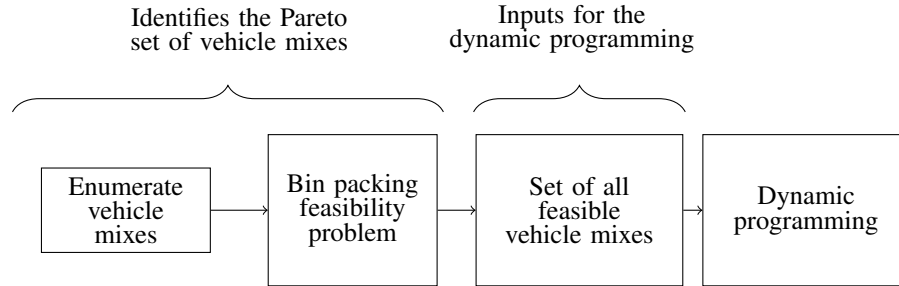 Identifies the Pareto
set of vehicle mixes
Inputs for the
dynamic programming
Enumerate
vehicle
mixes
Bin packing
feasibility
problem
Set of all
feasible
vehicle mixes
Dynamic
programming